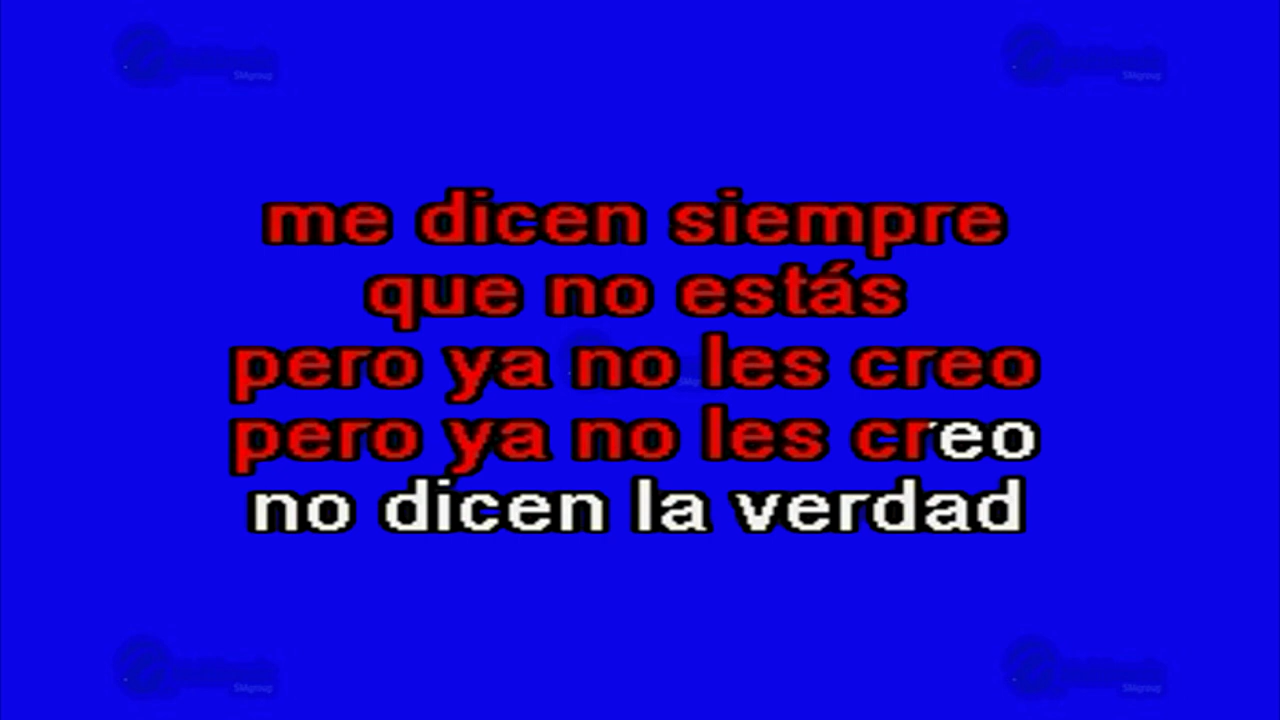 me dicen siempre
que no estás
pero ya no les creo
pero ya no les creo
no dicen la verdad